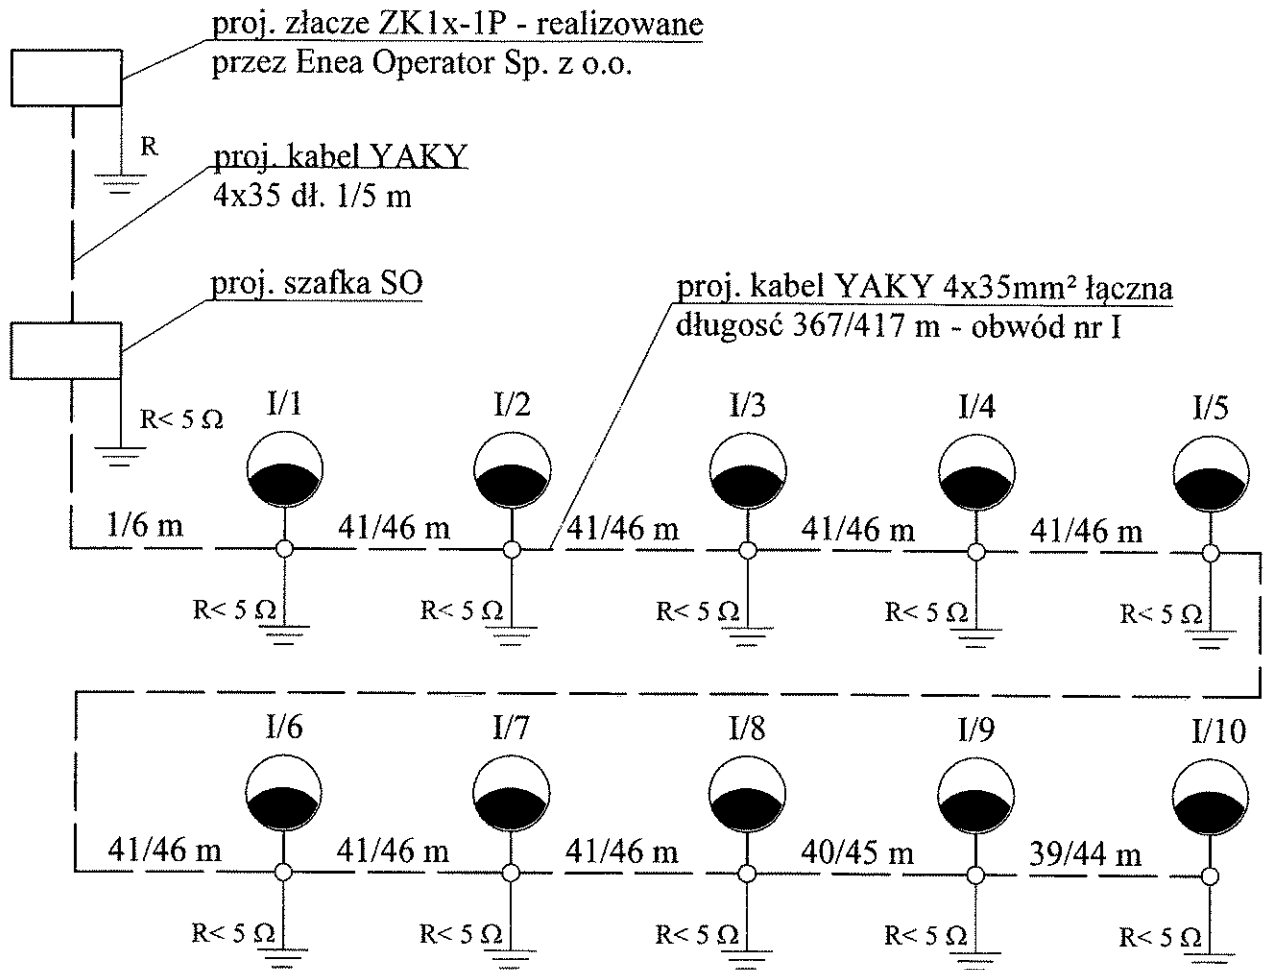 proj. złacze ZK1x-1P - realizowane
przez Enea Operator Sp. z o.o.
R
proj. kabel YAKY
4x35 dł. 1/5 m
proj. szafka SO
proj. kabel YAKY 4x35mm² łączna
długosć 367/417 m - obwód nr I
R< 5 Ω
I/1
I/2
I/3
I/4
I/5
1/6 m
41/46 m
41/46 m
41/46 m
41/46 m
R< 5 Ω
R< 5 Ω
R< 5 Ω
R< 5 Ω
R< 5 Ω
I/6
I/7
I/8
I/9
I/10
41/46 m
41/46 m
41/46 m
40/45 m
39/44 m
R< 5 Ω
R< 5 Ω
R< 5 Ω
R< 5 Ω
R< 5 Ω